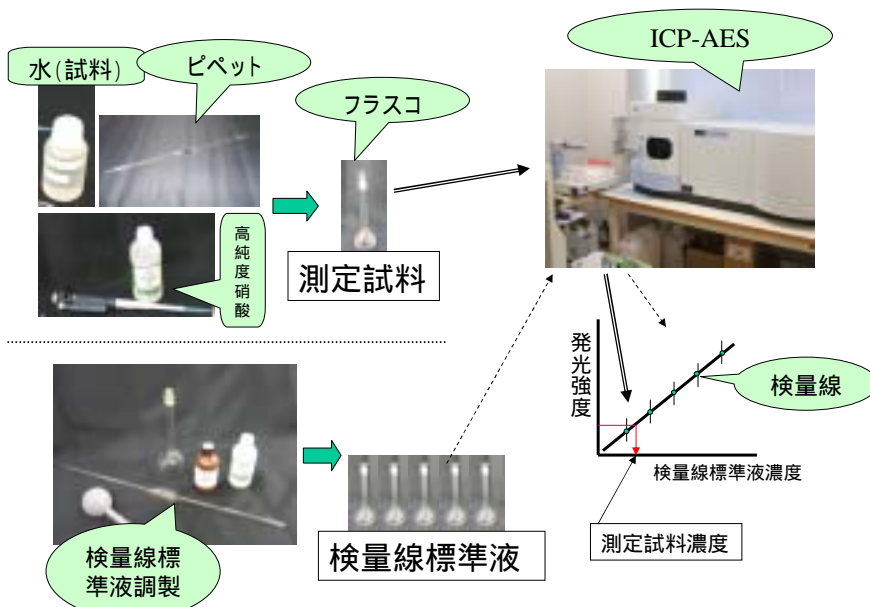 ICP-AES
水(試料)
ピペット
フラスコ
高純度硝酸
測定試料
発光強度
検量線
検量線標準液濃度
測定試料濃度
検量線標準液
検量線標
準液調製